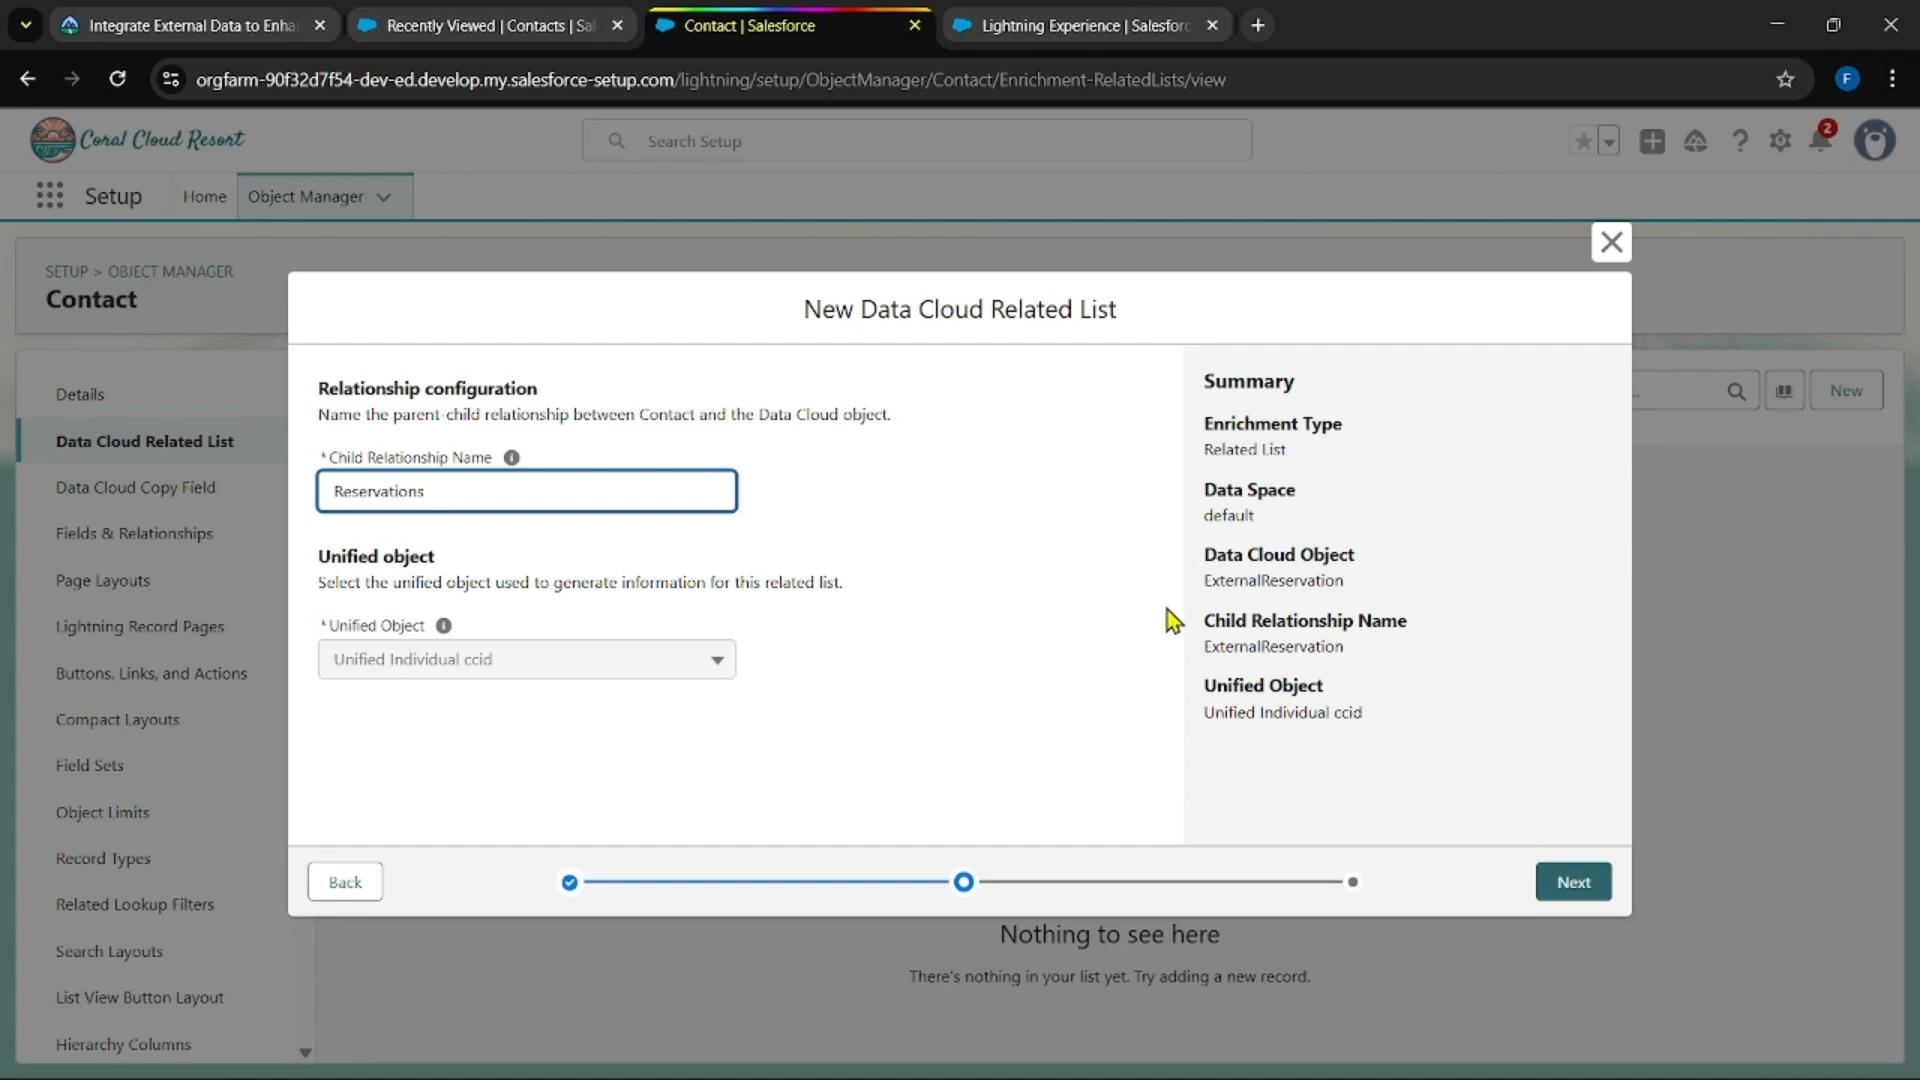 Integrate External Data to Enha
Recently Viewed | Contacts | Sal
Contact | Salesforce
Lightning Experience | Salesforc
orgfarm-90f32d7f54-dev-ed.develop.my.salesforce-setup.com/lightning/setup/ObjectManager/Contact/Enrichment-RelatedLists/view
F
Coral Cloud Resort
Search Setup
2
Setup
Home
Object Manager
SETUP > OBJECT MANAGER
Contact
New Data Cloud Related List
Details
Data Cloud Related List
Data Cloud Copy Field
Fields & Relationships
Page Layouts
Lightning Record Pages
Buttons, Links, and Actions
Compact Layouts
Field Sets
Object Limits
Record Types
Related Lookup Filters
Search Layouts
List View Button Layout
Hierarchy Columns
Relationship configuration
Name the parent-child relationship between Contact and the Data Cloud object.
* Child Relationship Name
Reservations
Unified object
Select the unified object used to generate information for this related list.
* Unified Object
Unified Individual ccid
Summary
Enrichment Type
Related List
Data Space
default
Data Cloud Object
ExternalReservation
Child Relationship Name
ExternalReservation
Unified Object
Unified Individual ccid
New
Back
Next
Nothing to see here
There's nothing in your list yet. Try adding a new record.